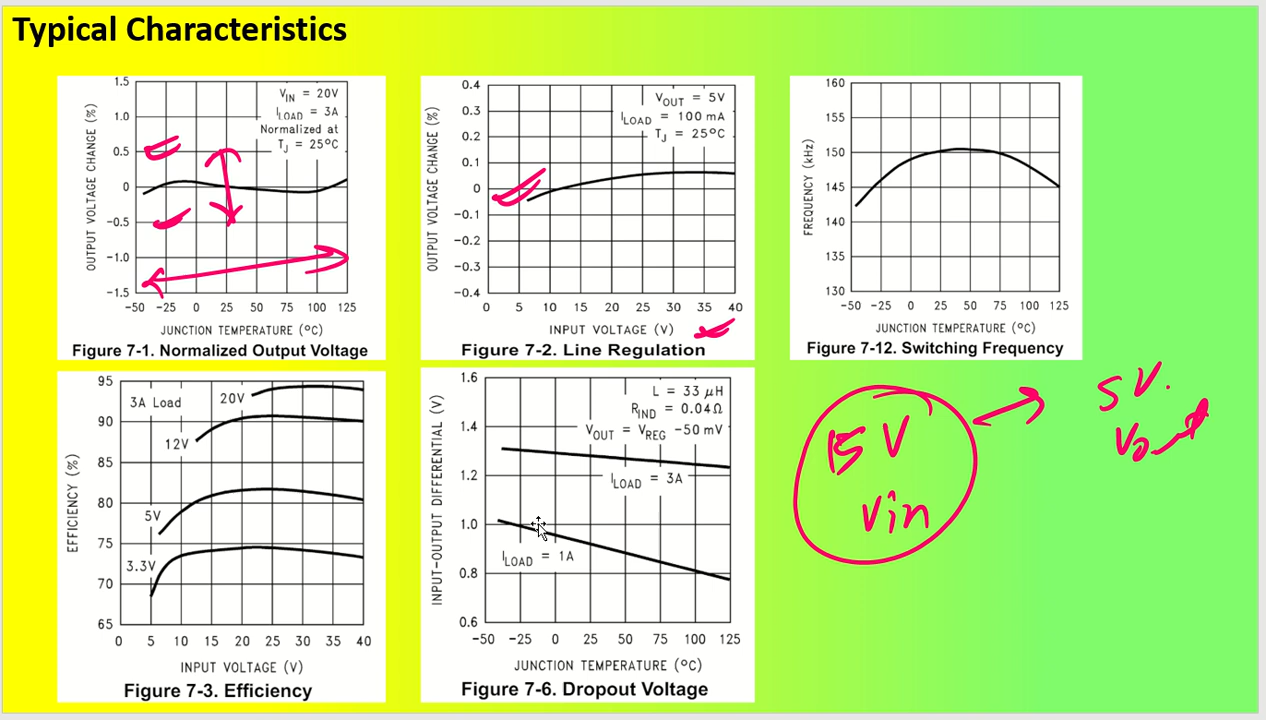 Typical Characteristics
1.5
1.0
0.5
0
-0.5
-1.0
-1.5
OUTPUT VOLTAGE CHANGE (%)
VIN = 20V
ILOAD = 3A
Normalized at
TJ = 25°C
-50 -25 0 25 50 75 100 125
JUNCTION TEMPERATURE (°C)
Figure 7-1. Normalized Output Voltage
0.4
0.3
0.2
0.1
0
-0.1
-0.2
-0.3
-0.4
OUTPUT VOLTAGE CHANGE (%)
VOUT = 5V
ILOAD = 100 mA
TJ = 25°C
0 5 10 15 20 25 30 35 40
INPUT VOLTAGE (V)
Figure 7-2. Line Regulation
160
155
150
145
140
135
130
FREQUENCY (kHz)
-50 -25 0 25 50 75 100 125
JUNCTION TEMPERATURE (°C)
Figure 7-12. Switching Frequency
95
90
85
80
75
70
65
EFFICIENCY (%)
3A Load
20V
12V
5V
3.3V
0 5 10 15 20 25 30 35 40
INPUT VOLTAGE (V)
Figure 7-3. Efficiency
1.6
1.4
1.2
1.0
0.8
0.6
INPUT-OUTPUT DIFFERENTIAL (V)
L = 33 μH
RIND = 0.04Ω
VOUT = VREG -50 mV
ILOAD = 3A
ILOAD = 1A
-50 -25 0 25 50 75 100 125
JUNCTION TEMPERATURE (°C)
Figure 7-6. Dropout Voltage
15 V
Vin
5V.
Vout